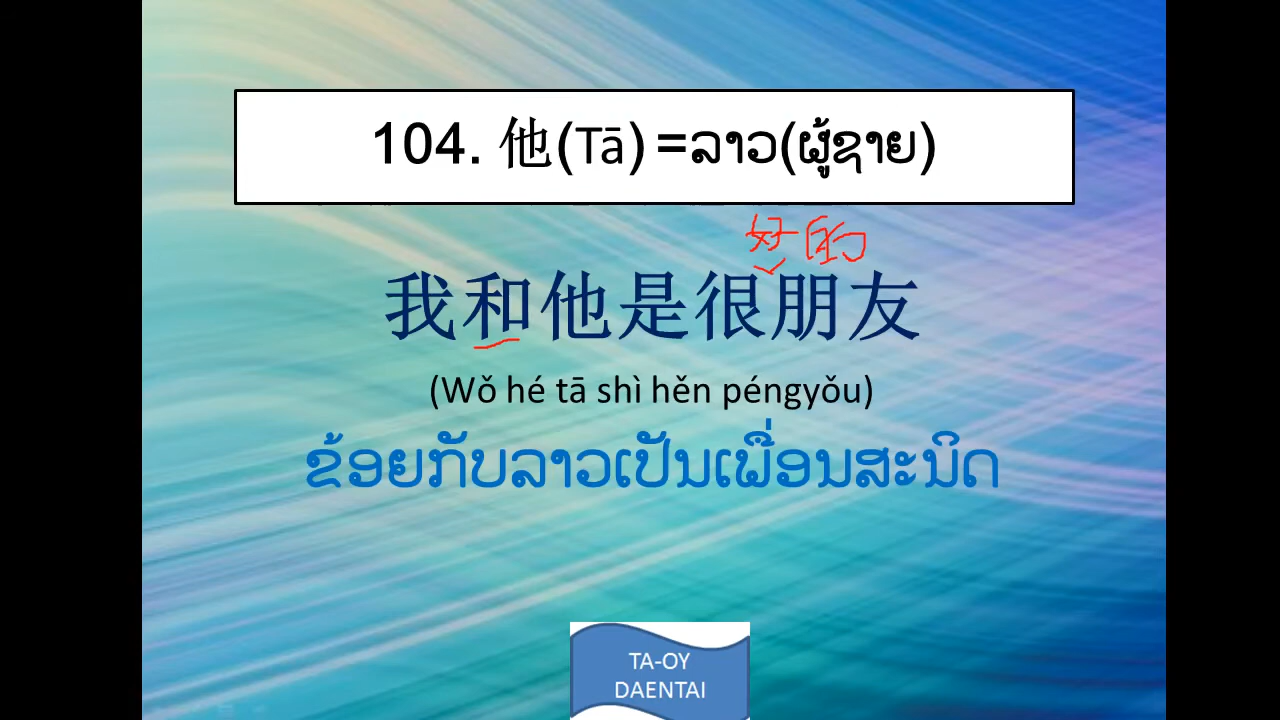 104. 他(Tā) =ລາວ(ຜູ້ຊາຍ)
好的
我和他是很朋友
(Wǒ hé tā shì hěn péngyǒu)
ຂ້ອຍກັບລາວເປັນເພື່ອນສະນິດ
TA-OY
DAENTAI